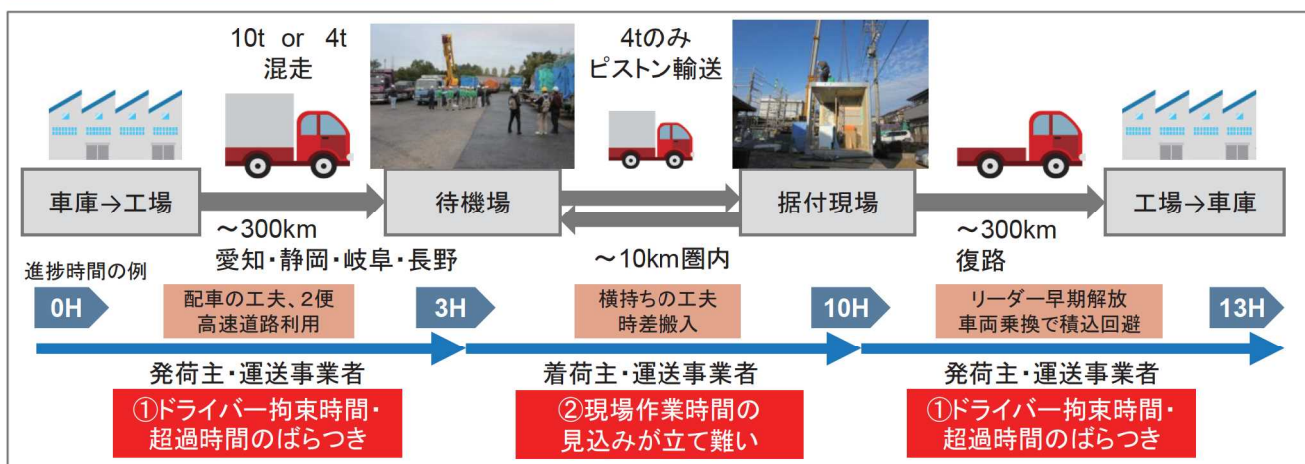 10t or 4t
混走
4tのみ
ピストン輸送
車庫→工場
待機場
据付現場
工場→車庫
～300km
愛知・静岡・岐阜・長野
～10km圏内
～300km
復路
進捗時間の例
0H
配車の工夫、2便
高速道路利用
3H
横持ちの工夫
時差搬入
10H
リーダー早期解放
車両乗換で積込回避
13H
発荷主・運送事業者
着荷主・運送事業者
発荷主・運送事業者
①ドライバー拘束時間・
超過時間のばらつき
②現場作業時間の
見込みが立て難い
①ドライバー拘束時間・
超過時間のばらつき